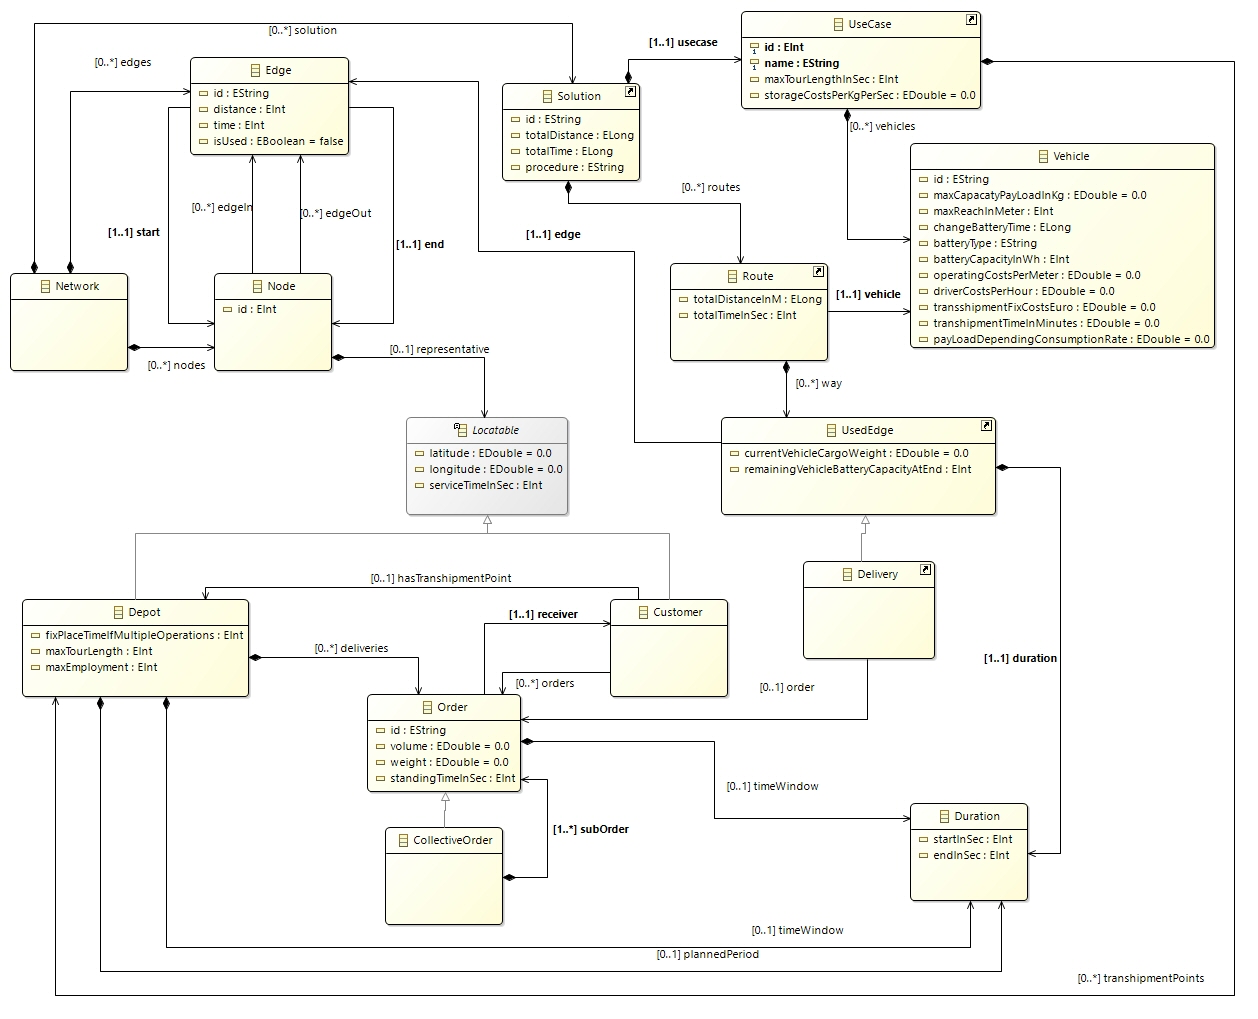 [0..*] solution
[0..*] edges
Edge
id : EString
distance : EInt
time : EInt
isUsed : EBoolean = false
[1..1] usecase
UseCase
id : EInt
name : EString
maxTourLengthInSec : EInt
storageCostsPerKgPerSec : EDouble = 0.0
Solution
id : EString
totalDistance : ELong
totalTime : ELong
procedure : EString
[0..*] vehicles
Vehicle
id : EString
maxCapacatyPayLoadInKg : EDouble = 0.0
maxReachInMeter : EInt
changeBatteryTime : ELong
batteryType : EString
batteryCapacityInWh : EInt
operatingCostsPerMeter : EDouble = 0.0
driverCostsPerHour : EDouble = 0.0
transshipmentFixCostsEuro : EDouble = 0.0
transhipmentTimeInMinutes : EDouble = 0.0
payLoadDependingConsumptionRate : EDouble = 0.0
[0..*] routes
[0..*] edgeIn
[0..*] edgeOut
[1..1] start
[1..1] end
[1..1] edge
Network
Node
id : EInt
Route
totalDistanceInM : ELong
totalTimeInSec : EInt
[1..1] vehicle
[0..*] nodes
[0..1] representative
[0..*] way
Locatable
latitude : EDouble = 0.0
longitude : EDouble = 0.0
serviceTimeInSec : EInt
UsedEdge
currentVehicleCargoWeight : EDouble = 0.0
remainingVehicleBatteryCapacityAtEnd : EInt
[0..1] hasTranshipmentPoint
Delivery
Depot
fixPlaceTimeIfMultipleOperations : EInt
maxTourLength : EInt
maxEmployment : EInt
[1..1] receiver
Customer
[0..*] deliveries
[1..1] duration
[0..*] orders
[0..1] order
Order
id : EString
volume : EDouble = 0.0
weight : EDouble = 0.0
standingTimeInSec : EInt
[0..1] timeWindow
[1..*] subOrder
CollectiveOrder
Duration
startInSec : EInt
endInSec : EInt
[0..1] timeWindow
[0..1] plannedPeriod
[0..*] transhipmentPoints